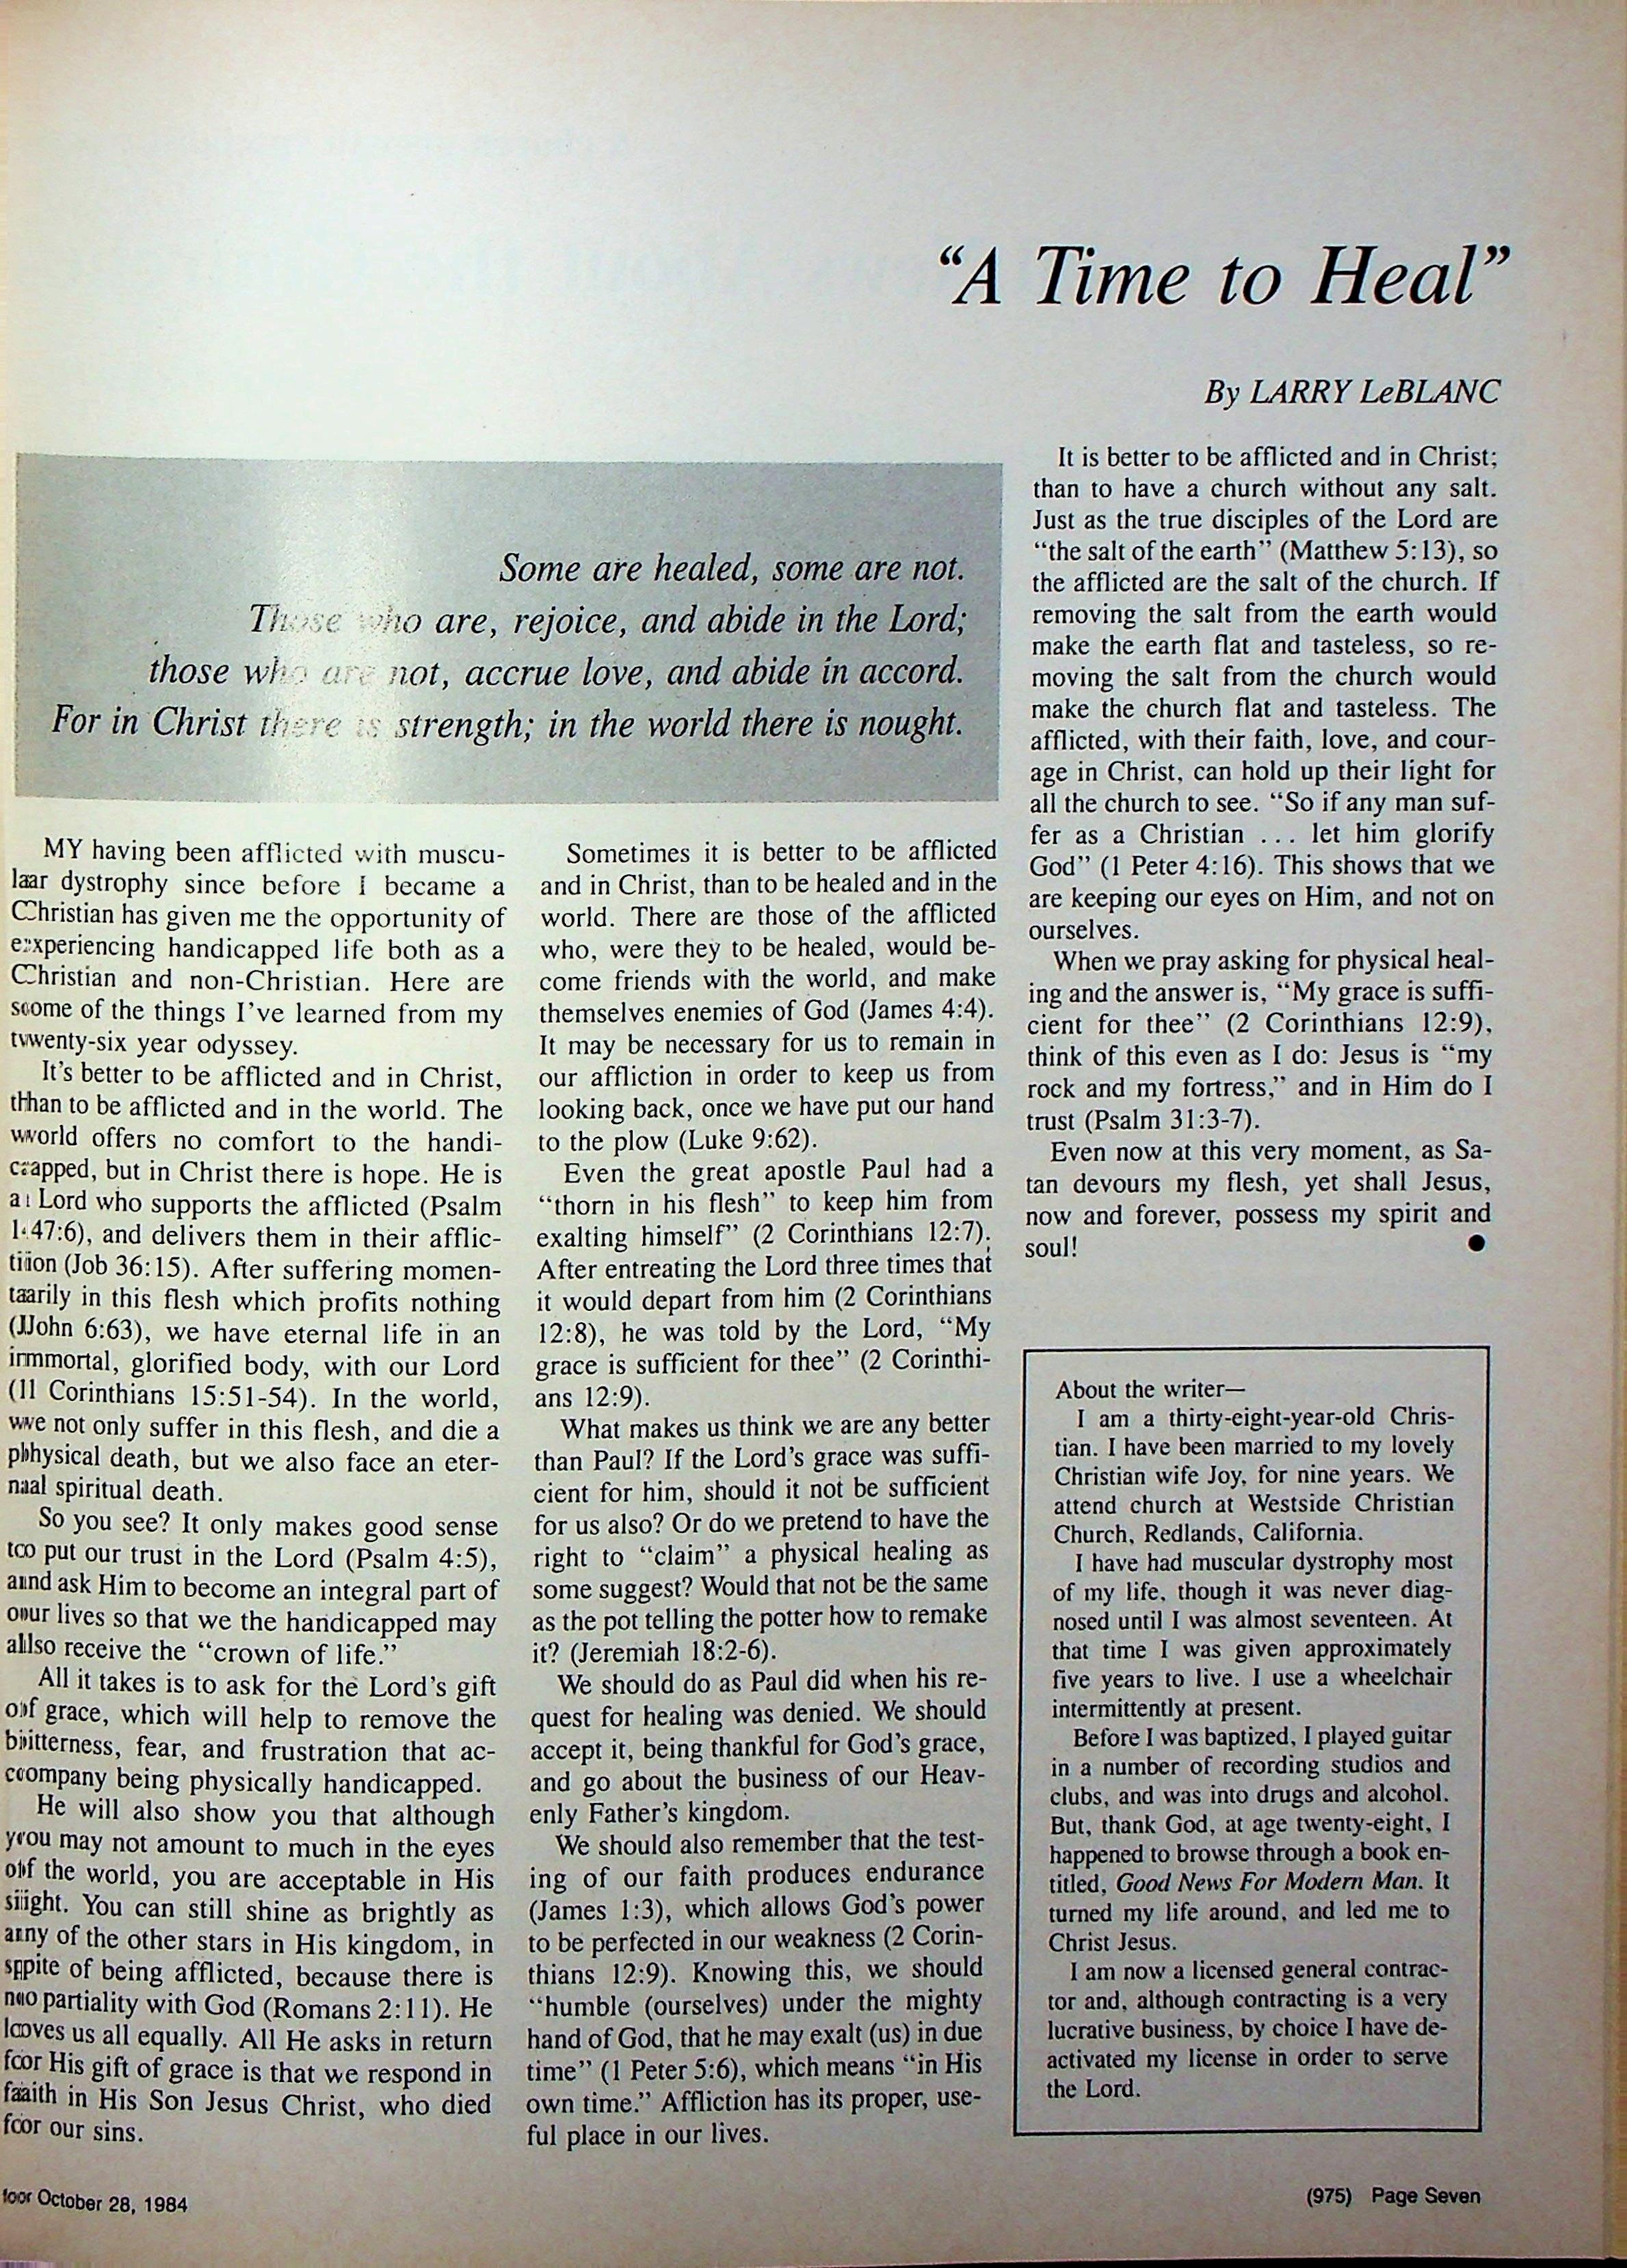 “A Time to Heal”
By LARRY LeBLANC
Some are healed, some are not.
Those who are, rejoice, and abide in the Lord;
those who are not, accrue love, and abide in accord.
For in Christ there is strength; in the world there is nought.
MY having been afflicted with muscu-
lar dystrophy since before I became a
Christian has given me the opportunity of
experiencing handicapped life both as a
Christian and non-Christian. Here are
some of the things I've learned from my
twenty-six year odyssey.
It's better to be afflicted and in Christ,
than to be afflicted and in the world. The
world offers no comfort to the handi-
capped, but in Christ there is hope. He is
a Lord who supports the afflicted (Psalm
147:6), and delivers them in their afflic-
tion (Job 36:15). After suffering momen-
tarily in this flesh which profits nothing
(John 6:63), we have eternal life in an
immortal, glorified body, with our Lord
(1 Corinthians 15:51-54). In the world,
we not only suffer in this flesh, and die a
physical death, but we also face an eter-
nal spiritual death.
So you see? It only makes good sense
to put our trust in the Lord (Psalm 4:5),
and ask Him to become an integral part of
our lives so that we the handicapped may
also receive the “crown of life.”
All it takes is to ask for the Lord's gift
of grace, which will help to remove the
bitterness, fear, and frustration that ac-
company being physically handicapped.
He will also show you that although
you may not amount to much in the eyes
of the world, you are acceptable in His
sight. You can still shine as brightly as
any of the other stars in His kingdom, in
spite of being afflicted, because there is
no partiality with God (Romans 2:11). He
loves us all equally. All He asks in return
for His gift of grace is that we respond in
faith in His Son Jesus Christ, who died
for our sins.
Sometimes it is better to be afflicted
and in Christ, than to be healed and in the
world. There are those of the afflicted
who, were they to be healed, would be-
come friends with the world, and make
themselves enemies of God (James 4:4).
It may be necessary for us to remain in
our affliction in order to keep us from
looking back, once we have put our hand
to the plow (Luke 9:62).
Even the great apostle Paul had a
“thorn in his flesh” to keep him from
exalting himself” (2 Corinthians 12:7).
After entreating the Lord three times that
it would depart from him (2 Corinthians
12:8), he was told by the Lord, “My
grace is sufficient for thee” (2 Corinthi-
ans 12:9).
What makes us think we are any better
than Paul? If the Lord's grace was suffi-
cient for him, should it not be sufficient
for us also? Or do we pretend to have the
right to “claim” a physical healing as
some suggest? Would that not be the same
as the pot telling the potter how to remake
it? (Jeremiah 18:2-6).
We should do as Paul did when his re-
quest for healing was denied. We should
accept it, being thankful for God's grace,
and go about the business of our Heav-
enly Father's kingdom.
We should also remember that the test-
ing of our faith produces endurance
(James 1:3), which allows God's power
to be perfected in our weakness (2 Corin-
thians 12:9). Knowing this, we should
“humble (ourselves) under the mighty
hand of God, that he may exalt (us) in due
time” (1 Peter 5:6), which means “in His
own time.” Affliction has its proper, use-
ful place in our lives.
It is better to be afflicted and in Christ;
than to have a church without any salt.
Just as the true disciples of the Lord are
“the salt of the earth” (Matthew 5:13), so
the afflicted are the salt of the church. If
removing the salt from the earth would
make the earth flat and tasteless, so re-
moving the salt from the church would
make the church flat and tasteless. The
afflicted, with their faith, love, and cour-
age in Christ, can hold up their light for
all the church to see. “So if any man suf-
fer as a Christian ... let him glorify
God” (1 Peter 4:16). This shows that we
are keeping our eyes on Him, and not on
ourselves.
When we pray asking for physical heal-
ing and the answer is, “My grace is suffi-
cient for thee” (2 Corinthians 12:9),
think of this even as I do: Jesus is “my
rock and my fortress,” and in Him do I
trust (Psalm 31:3-7).
Even now at this very moment, as Sa-
tan devours my flesh, yet shall Jesus,
now and forever, possess my spirit and
soul! ●
About the writer—
I am a thirty-eight-year-old Chris-
tian. I have been married to my lovely
Christian wife Joy, for nine years. We
attend church at Westside Christian
Church, Redlands, California.
I have had muscular dystrophy most
of my life, though it was never diag-
nosed until I was almost seventeen. At
that time I was given approximately
five years to live. I use a wheelchair
intermittently at present.
Before I was baptized, I played guitar
in a number of recording studios and
clubs, and was into drugs and alcohol.
But, thank God, at age twenty-eight, I
happened to browse through a book en-
titled, Good News For Modern Man. It
turned my life around, and led me to
Christ Jesus.
I am now a licensed general contrac-
tor and, although contracting is a very
lucrative business, by choice I have de-
activated my license in order to serve
the Lord.
for October 28, 1984
(975) Page Seven